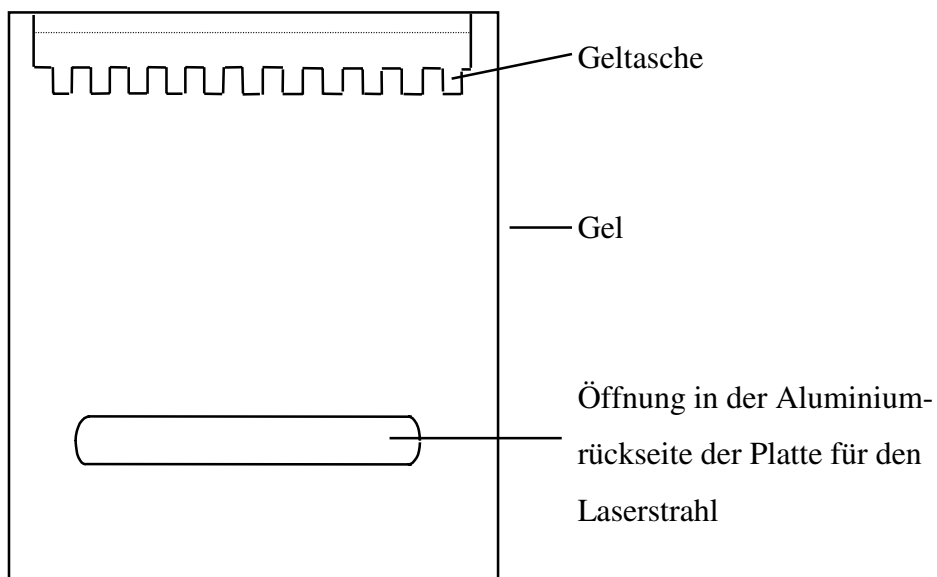 Geltasche
Gel
Öffnung in der Aluminium-
rückseite der Platte für den
Laserstrahl